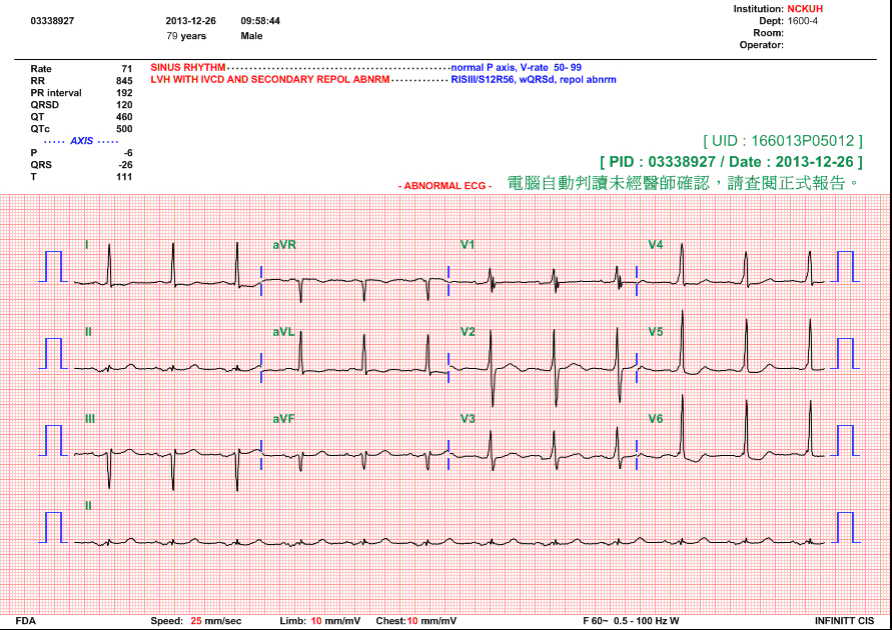 Institution: NCKUH
03338927 2013-12-26 09:58:44 Dept: 1600-4
79 years Male Room:
Operator:
Rate 71 SINUS RHYTHM - normal P axis, V-rate 50- 99
RR 845 LVH WITH IVCD AND SECONDARY REPOL ABNRM - RISIII/S12R56, wQRSd, repol abnrm
PR interval 192
QRSD 120
QT 460
QTc 500
----- AXIS -----
P -6
QRS -26
T 111
[ UID : 166013P05012 ]
[ PID : 03338927 / Date : 2013-12-26 ]
- ABNORMAL ECG - 電腦自動判讀未經醫師確認，請查閱正式報告。
I aVR V1 V4
II aVL V2 V5
III aVF V3 V6
II
FDA Speed: 25 mm/sec Limb: 10 mm/mV Chest:10 mm/mV F 60~ 0.5 - 100 Hz W INFINITT CIS